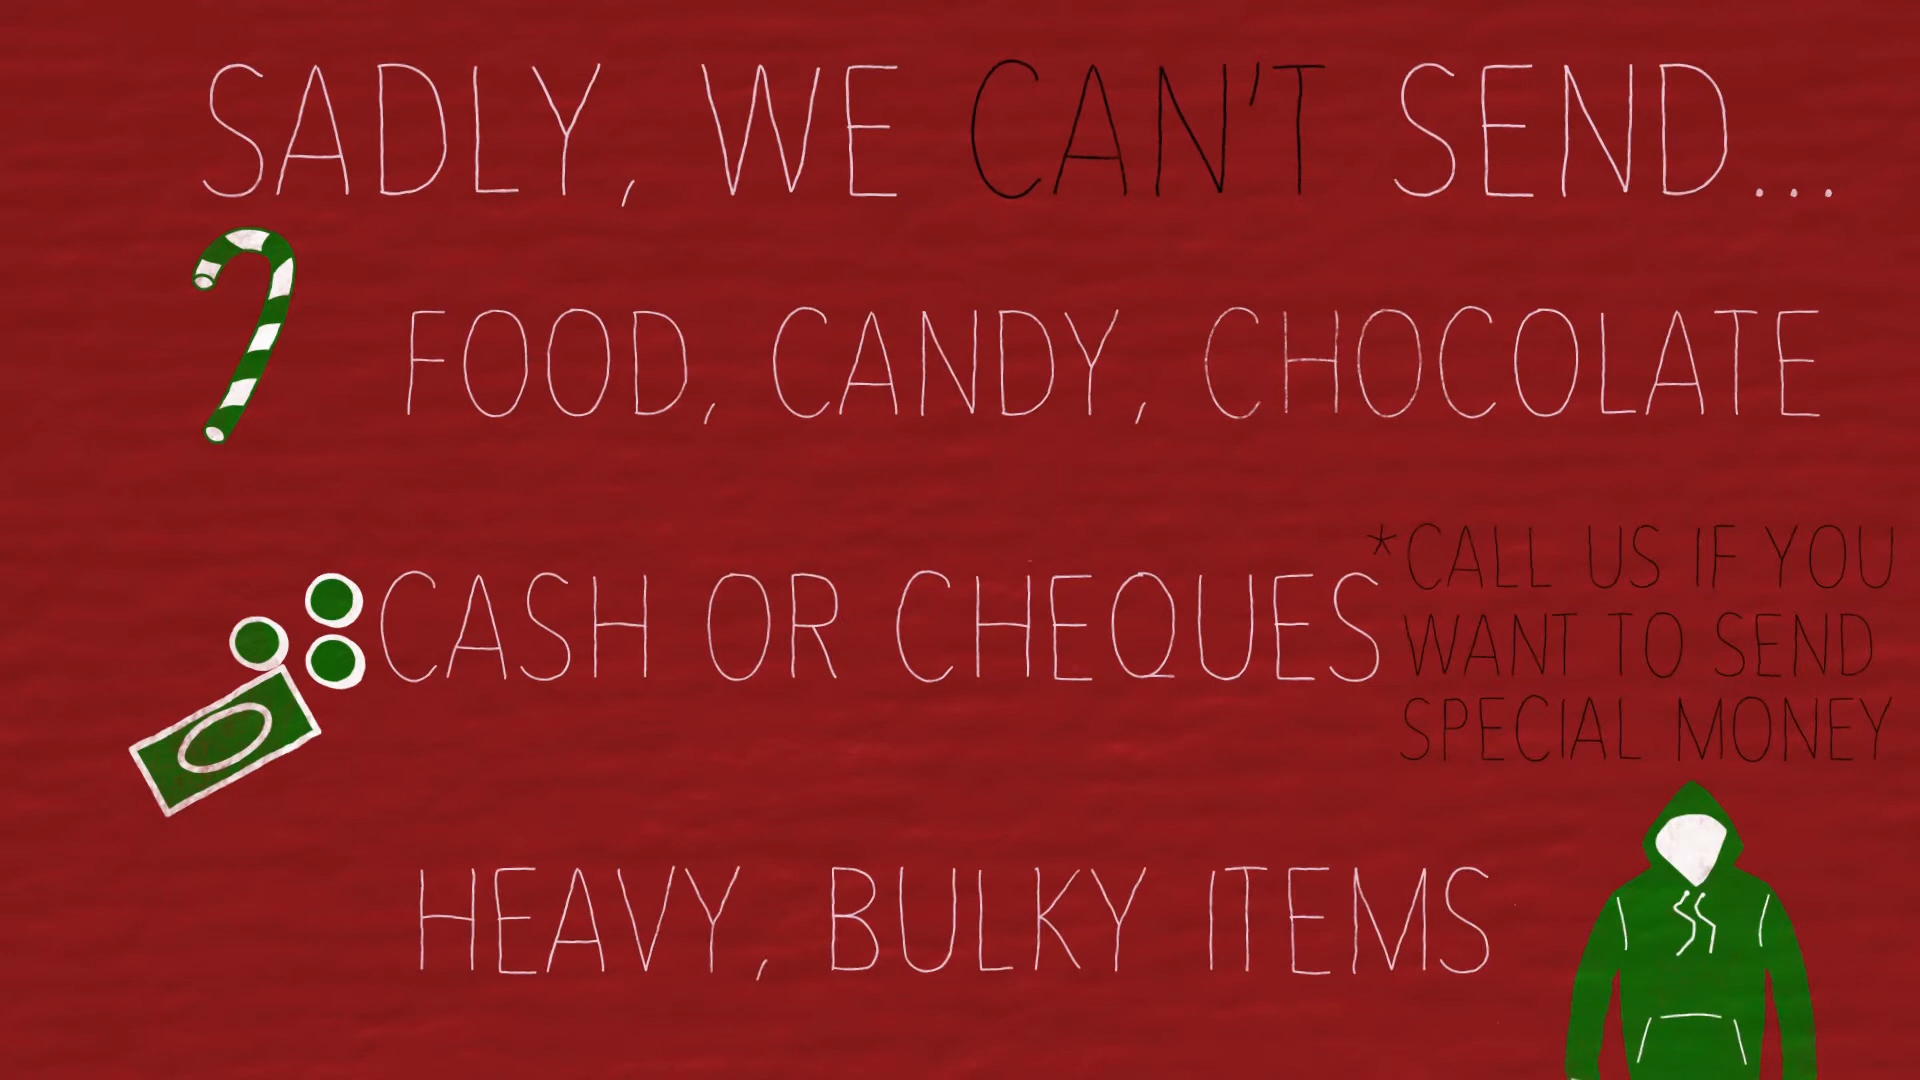 SADLY, WE CAN'T SEND...
FOOD, CANDY, CHOCOLATE
CASH OR CHEQUES
*CALL US IF YOU
WANT TO SEND
SPECIAL MONEY
HEAVY, BULKY ITEMS